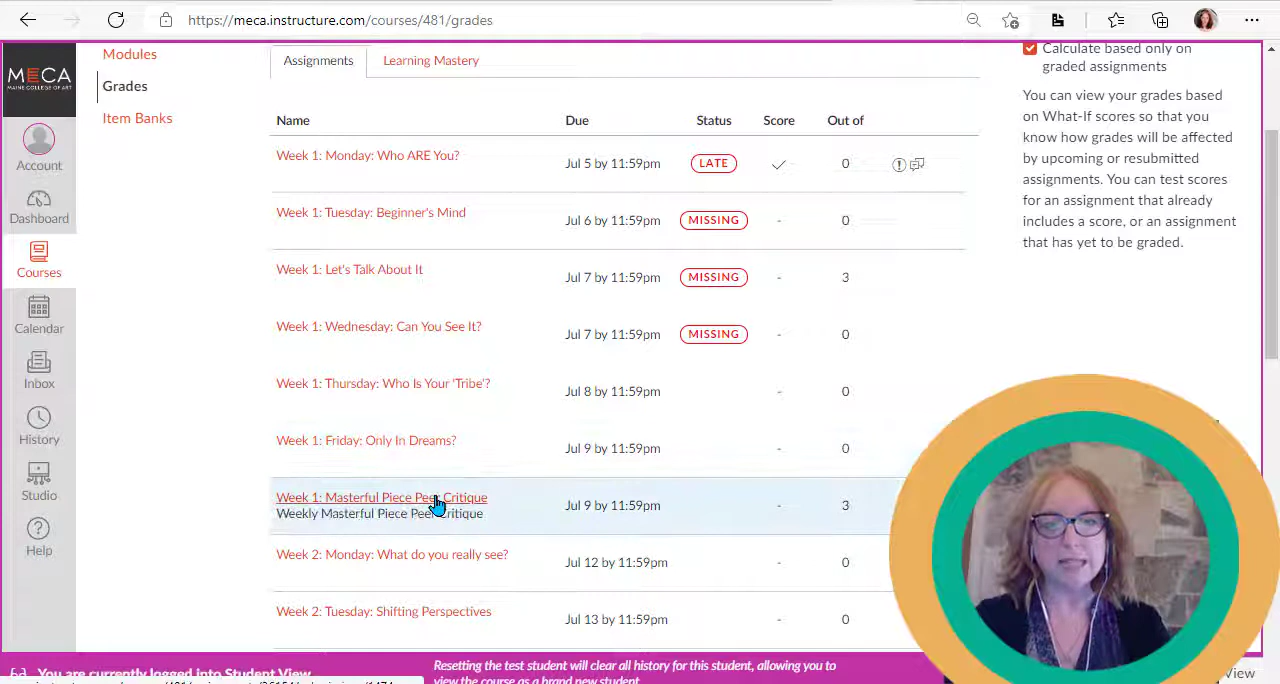 https://meca.instructure.com/courses/481/grades
MECA
MAINE COLLEGE OF ART
Account
Dashboard
Courses
Calendar
Inbox
History
Studio
Help
Modules
Grades
Item Banks
Assignments Learning Mastery
Name Due Status Score Out of
Week 1: Monday: Who ARE You? Jul 5 by 11:59pm LATE 0
Week 1: Tuesday: Beginner's Mind Jul 6 by 11:59pm MISSING - 0
Week 1: Let's Talk About It Jul 7 by 11:59pm MISSING - 3
Week 1: Wednesday: Can You See It? Jul 7 by 11:59pm MISSING - 0
Week 1: Thursday: Who Is Your 'Tribe'? Jul 8 by 11:59pm - 0
Week 1: Friday: Only In Dreams? Jul 9 by 11:59pm - 0
Week 1: Masterful Piece Peer Critique Jul 9 by 11:59pm - 3
Weekly Masterful Piece Peer Critique
Week 2: Monday: What do you really see? Jul 12 by 11:59pm - 0
Week 2: Tuesday: Shifting Perspectives Jul 13 by 11:59pm - 0
Calculate based only on
graded assignments
You can view your grades based
on What-If scores so that you
know how grades will be affected
by upcoming or resubmitted
assignments. You can test scores
for an assignment that already
includes a score, or an assignment
that has yet to be graded.
You are currently logged into Student View
Resetting the test student will clear all history for this student, allowing you to
view the course as a brand new student.
View